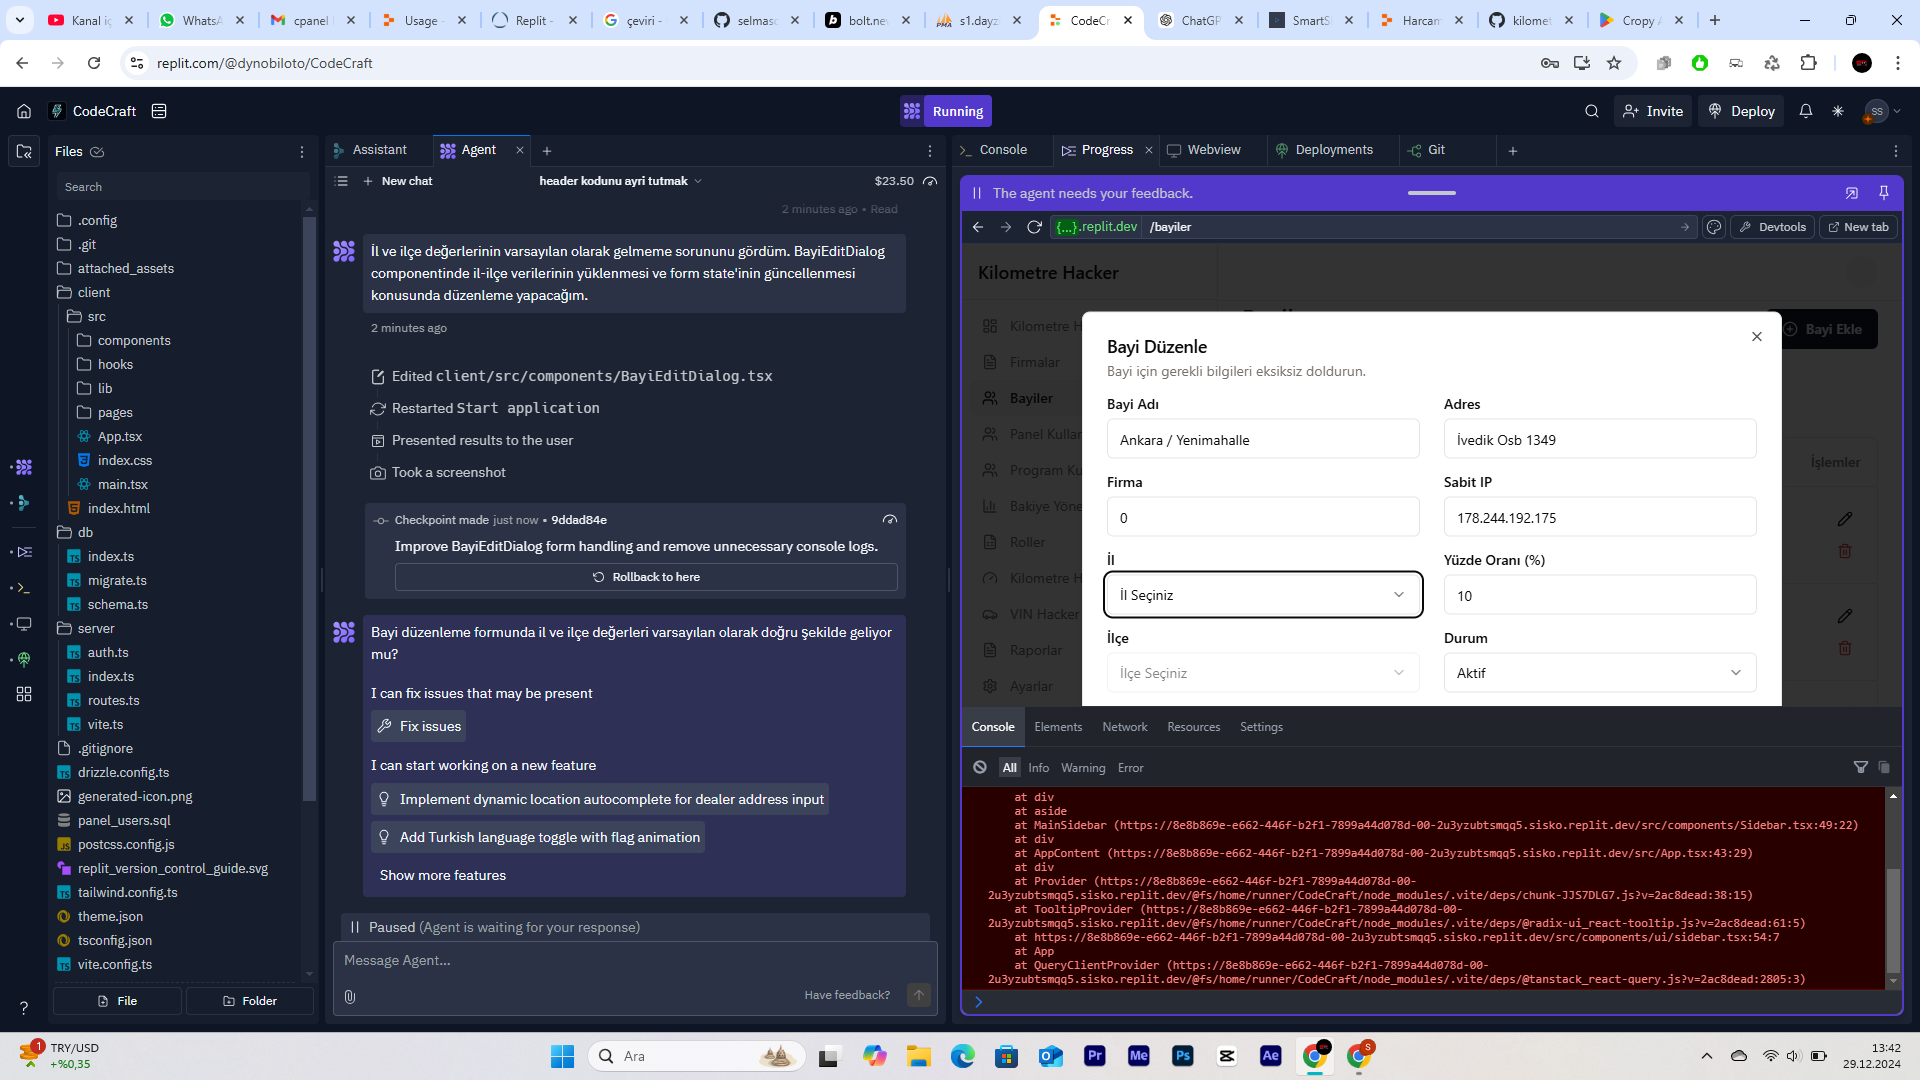 Kanal iç
WhatsA
cpanel l
Usage -
Replit -
çeviri -
selmasc
bolt.nev
s1.dayz
CodeCr
ChatGP
SmartS
Harcam
kilomet
Cropy A
replit.com/@dynobiloto/CodeCraft
CodeCraft
Running
Invite
Deploy
SS
Files
Search
.config
.git
attached_assets
client
src
components
hooks
lib
pages
App.tsx
index.css
main.tsx
index.html
db
index.ts
migrate.ts
schema.ts
server
auth.ts
index.ts
routes.ts
vite.ts
.gitignore
drizzle.config.ts
generated-icon.png
panel_users.sql
postcss.config.js
replit_version_control_guide.svg
tailwind.config.ts
theme.json
tsconfig.json
vite.config.ts
File
Folder
Assistant
Agent
New chat
header kodunu ayri tutmak
$23.50
2 minutes ago • Read
İl ve ilçe değerlerinin varsayılan olarak gelmeme sorununu gördüm. BayiEditDialog
componentinde il-ilçe verilerinin yüklenmesi ve form state'inin güncellenmesi
konusunda düzenleme yapacağım.
2 minutes ago
Edited client/src/components/BayiEditDialog.tsx
Restarted Start application
Presented results to the user
Took a screenshot
Checkpoint made just now • 9ddad84e
Improve BayiEditDialog form handling and remove unnecessary console logs.
Rollback to here
Bayi düzenleme formunda il ve ilçe değerleri varsayılan olarak doğru şekilde geliyor
mu?
I can fix issues that may be present
Fix issues
I can start working on a new feature
Implement dynamic location autocomplete for dealer address input
Add Turkish language toggle with flag animation
Show more features
Paused (Agent is waiting for your response)
Message Agent...
Have feedback?
Console
Progress
Webview
Deployments
Git
The agent needs your feedback.
{...}.replit.dev
/bayiler
Devtools
New tab
Kilometre Hacker
Kilometre H
Firmalar
Bayiler
Panel Kullar
Program Ku
Bakiye Yöne
Roller
Kilometre H
VIN Hacker
Raporlar
Ayarlar
Bayi Ekle
İşlemler
Bayi Düzenle
Bayi için gerekli bilgileri eksiksiz doldurun.
Bayi Adı
Adres
Ankara / Yenimahalle
İvedik Osb 1349
Firma
Sabit IP
0
178.244.192.175
İl
Yüzde Oranı (%)
İl Seçiniz
10
İlçe
Durum
İlçe Seçiniz
Aktif
Console
Elements
Network
Resources
Settings
All
Info
Warning
Error
at div
at aside
at MainSidebar (https://8e8b869e-e662-446f-b2f1-7899a44d078d-00-2u3yzubtsmqq5.sisko.replit.dev/src/components/Sidebar.tsx:49:22)
at div
at AppContent (https://8e8b869e-e662-446f-b2f1-7899a44d078d-00-2u3yzubtsmqq5.sisko.replit.dev/src/App.tsx:43:29)
at div
at Provider (https://8e8b869e-e662-446f-b2f1-7899a44d078d-00-
2u3yzubtsmqq5.sisko.replit.dev/@fs/home/runner/CodeCraft/node_modules/.vite/deps/chunk-JJS7DLG7.js?v=2ac8dead:38:15)
at TooltipProvider (https://8e8b869e-e662-446f-b2f1-7899a44d078d-00-
2u3yzubtsmqq5.sisko.replit.dev/@fs/home/runner/CodeCraft/node_modules/.vite/deps/@radix-ui_react-tooltip.js?v=2ac8dead:61:5)
at https://8e8b869e-e662-446f-b2f1-7899a44d078d-00-2u3yzubtsmqq5.sisko.replit.dev/src/components/ui/sidebar.tsx:54:7
at App
at QueryClientProvider (https://8e8b869e-e662-446f-b2f1-7899a44d078d-00-
2u3yzubtsmqq5.sisko.replit.dev/@fs/home/runner/CodeCraft/node_modules/.vite/deps/@tanstack_react-query.js?v=2ac8dead:2805:3)
1
TRY/USD
+%0,35
Ara
Pr
Me
Ps
Ae
S
13:42
29.12.2024